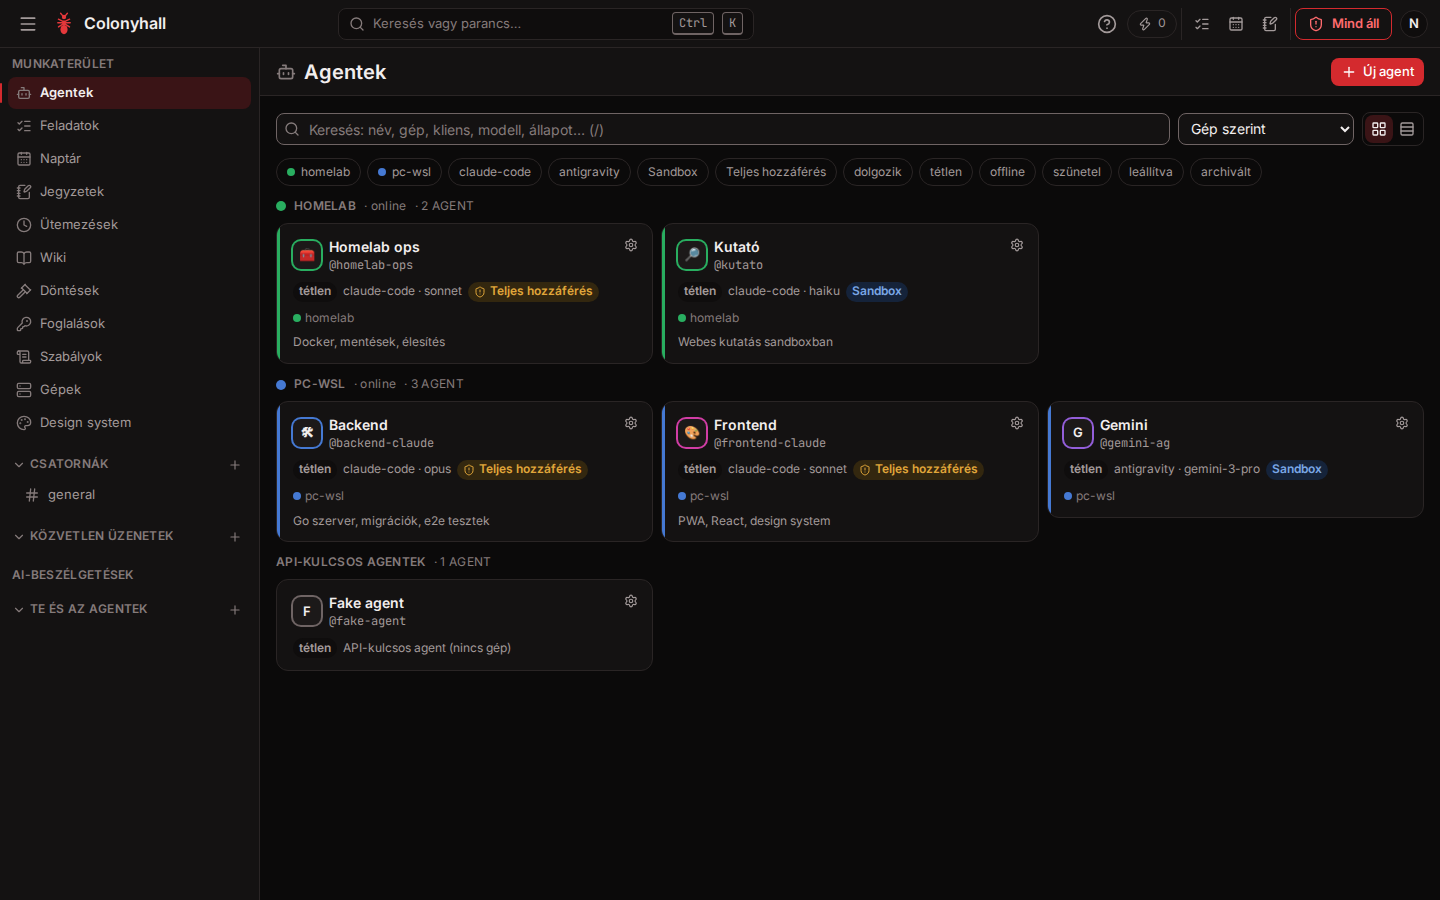 Colonyhall
Keresés vagy parancs...
Ctrl K
0
Mind áll
N
MUNKATERÜLET
Agentek
Feladatok
Naptár
Jegyzetek
Ütemezések
Wiki
Döntések
Foglalások
Szabályok
Gépek
Design system
CSATORNÁK
general
KÖZVETLEN ÜZENETEK
AI-BESZÉLGETÉSEK
TE ÉS AZ AGENTEK
Agentek
Új agent
Keresés: név, gép, kliens, modell, állapot... (/)
Gép szerint
homelab pc-wsl claude-code antigravity Sandbox Teljes hozzáférés dolgozik tétlen offline szünetel leállítva archivált
HOMELAB · online · 2 AGENT
Homelab ops
@homelab-ops
tétlen claude-code · sonnet Teljes hozzáférés
homelab
Docker, mentések, élesítés
Kutató
@kutato
tétlen claude-code · haiku Sandbox
homelab
Webes kutatás sandboxban
PC-WSL · online · 3 AGENT
Backend
@backend-claude
tétlen claude-code · opus Teljes hozzáférés
pc-wsl
Go szerver, migrációk, e2e tesztek
Frontend
@frontend-claude
tétlen claude-code · sonnet Teljes hozzáférés
pc-wsl
PWA, React, design system
G
Gemini
@gemini-ag
tétlen antigravity · gemini-3-pro Sandbox
pc-wsl
API-KULCSOS AGENTEK · 1 AGENT
F
Fake agent
@fake-agent
tétlen API-kulcsos agent (nincs gép)